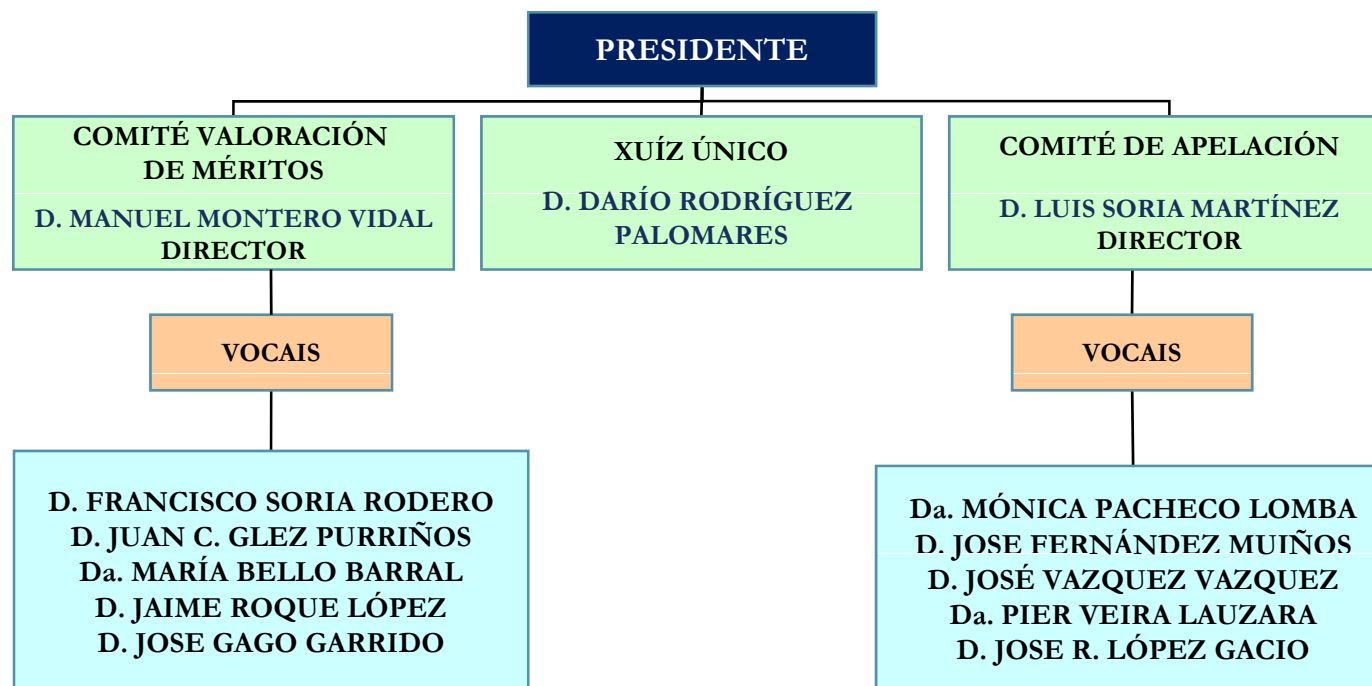 PRESIDENTE
COMITÉ VALORACIÓN
DE MÉRITOS
D. MANUEL MONTERO VIDAL
DIRECTOR
XUÍZ ÚNICO
D. DARÍO RODRÍGUEZ
PALOMARES
COMITÉ DE APELACIÓN
D. LUIS SORIA MARTÍNEZ
DIRECTOR
VOCAIS
VOCAIS
D. FRANCISCO SORIA RODERO
D. JUAN C. GLEZ PURRIÑOS
Da. MARÍA BELLO BARRAL
D. JAIME ROQUE LÓPEZ
D. JOSE GAGO GARRIDO
Da. MÓNICA PACHECO LOMBA
D. JOSE FERNÁNDEZ MUIÑOS
D. JOSÉ VAZQUEZ VAZQUEZ
Da. PIER VEIRA LAUZARA
D. JOSE R. LÓPEZ GACIO